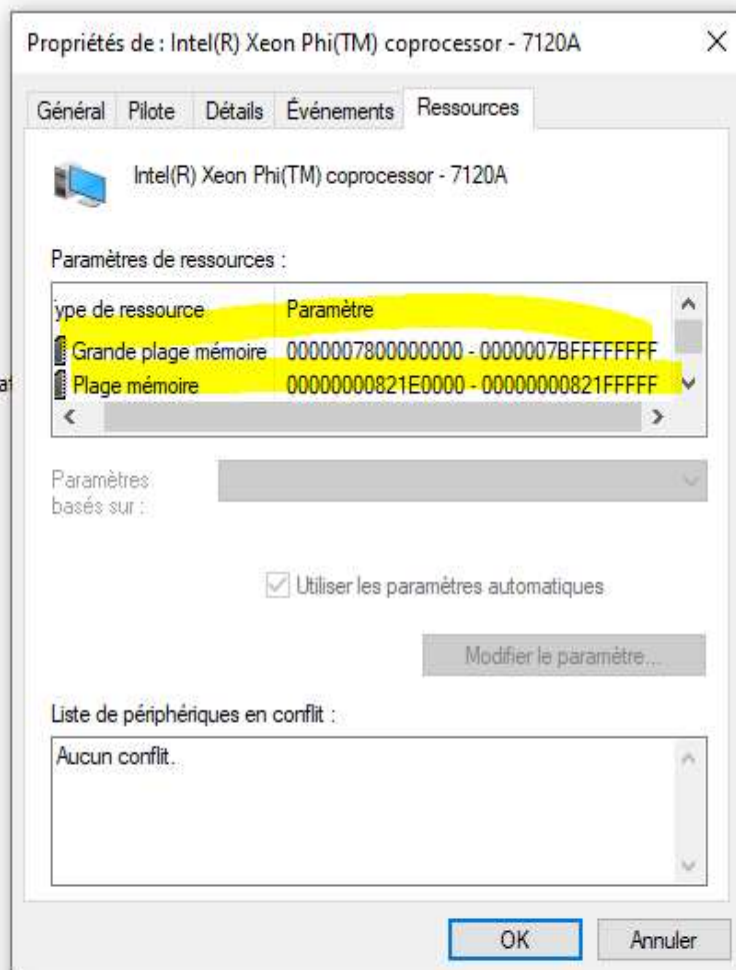 Propriétés de : Intel(R) Xeon Phi(TM) coprocessor - 7120A
Général Pilote Détails Événements Ressources
Intel(R) Xeon Phi(TM) coprocessor - 7120A
Paramètres de ressources :
ype de ressource Paramètre
Grande plage mémoire 0000007800000000 - 0000007BFFFFFFFF
Plage mémoire 00000000821E0000 - 00000000821FFFFF
Paramètres
basés sur :
Utiliser les paramètres automatiques
Modifier le paramètre...
Liste de périphériques en conflit :
Aucun conflit.
OK Annuler